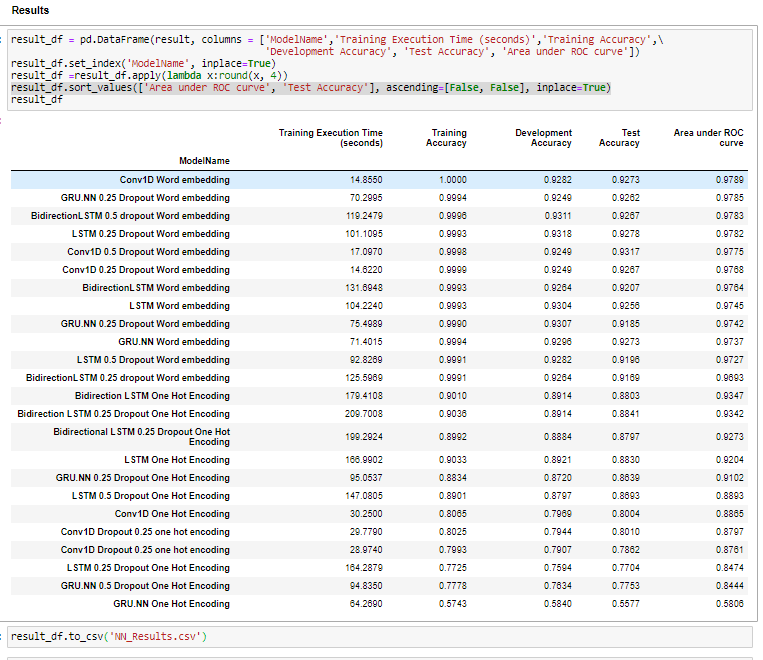 Results
result_df = pd.DataFrame(result, columns = ['ModelName','Training Execution Time (seconds)','Training Accuracy',\
'Development Accuracy', 'Test Accuracy', 'Area under ROC curve'])
result_df.set_index('ModelName', inplace=True)
result_df =result_df.apply(lambda x:round(x, 4))
result_df.sort_values(['Area under ROC curve', 'Test Accuracy'], ascending=[False, False], inplace=True)
result_df
Training Execution Time (seconds) Training Accuracy Development Accuracy Test Accuracy Area under ROC curve
ModelName
Conv1D Word embedding 14.8550 1.0000 0.9282 0.9273 0.9789
GRU.NN 0.25 Dropout Word embedding 70.2995 0.9994 0.9249 0.9262 0.9785
BidirectionLSTM 0.5 dropout Word embedding 119.2479 0.9996 0.9311 0.9267 0.9783
LSTM 0.25 Dropout Word embedding 101.1095 0.9993 0.9318 0.9278 0.9782
Conv1D 0.5 Dropout Word embedding 17.0970 0.9998 0.9249 0.9317 0.9775
Conv1D 0.25 Dropout Word embedding 14.6220 0.9999 0.9249 0.9267 0.9768
BidirectionLSTM Word embedding 131.6948 0.9993 0.9264 0.9207 0.9764
LSTM Word embedding 104.2240 0.9993 0.9304 0.9256 0.9745
GRU.NN 0.25 Dropout Word embedding 75.4989 0.9990 0.9307 0.9185 0.9742
GRU.NN Word embedding 71.4015 0.9994 0.9296 0.9273 0.9737
LSTM 0.5 Dropout Word embedding 92.8269 0.9991 0.9282 0.9196 0.9727
BidirectionLSTM 0.25 dropout Word embedding 125.5969 0.9991 0.9264 0.9169 0.9693
Bidirection LSTM One Hot Encoding 179.4108 0.9010 0.8914 0.8803 0.9347
Bidirection LSTM 0.25 Dropout One Hot Encoding 209.7008 0.9036 0.8914 0.8841 0.9342
Bidirectional LSTM 0.25 Dropout One Hot Encoding 199.2924 0.8992 0.8884 0.8797 0.9273
LSTM One Hot Encoding 166.9902 0.9033 0.8921 0.8830 0.9204
GRU.NN 0.25 Dropout One Hot Encoding 95.0537 0.8834 0.8720 0.8639 0.9102
LSTM 0.5 Dropout One Hot Encoding 147.0805 0.8901 0.8797 0.8693 0.8893
Conv1D One Hot Encoding 30.2500 0.8065 0.7969 0.8004 0.8865
Conv1D Dropout 0.25 one hot encoding 29.7790 0.8025 0.7944 0.8010 0.8797
Conv1D Dropout 0.25 one hot encoding 28.9740 0.7993 0.7907 0.7862 0.8761
LSTM 0.25 Dropout One Hot Encoding 164.2879 0.7725 0.7594 0.7704 0.8474
GRU.NN 0.5 Dropout One Hot Encoding 94.8350 0.7778 0.7634 0.7753 0.8444
GRU.NN One Hot Encoding 64.2690 0.5743 0.5840 0.5577 0.5806
result_df.to_csv('NN_Results.csv')